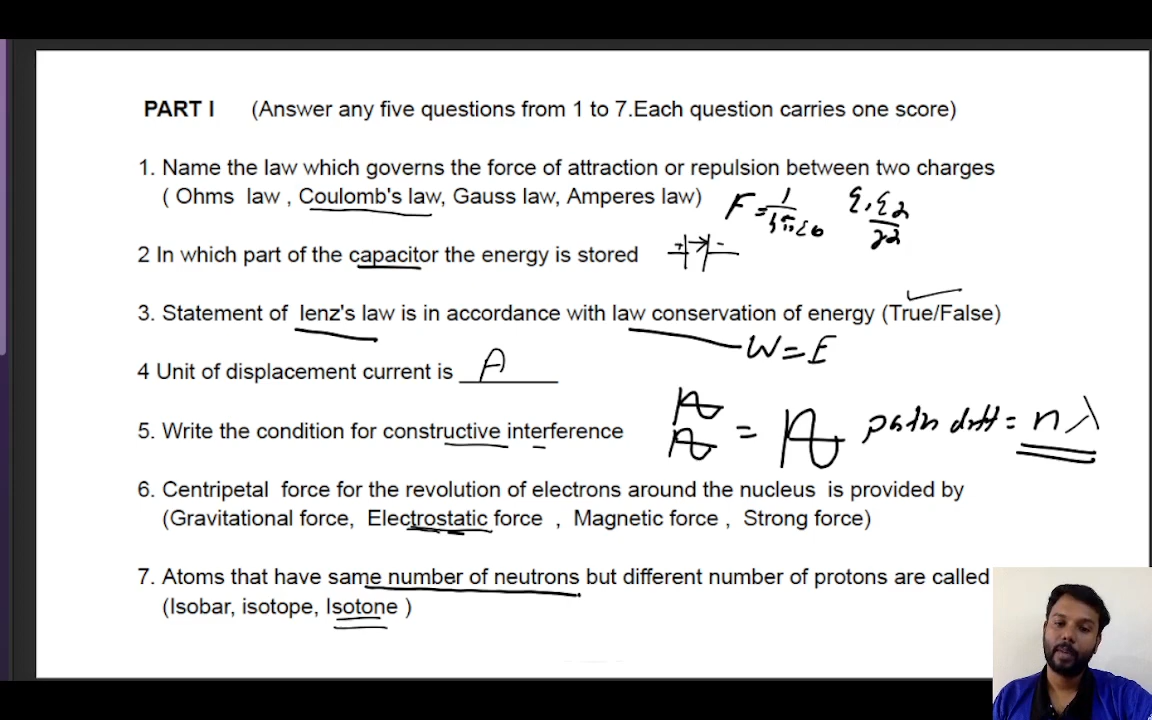 PART I (Answer any five questions from 1 to 7.Each question carries one score)
1. Name the law which governs the force of attraction or repulsion between two charges
( Ohms law , Coulomb's law, Gauss law, Amperes law)
F = 1
2 In which part of the capacitor the energy is stored
+ -
3. Statement of lenz's law is in accordance with law conservation of energy (True/False)
W = E
4 Unit of displacement current is A
5. Write the condition for constructive interference
= path diff = nλ
6. Centripetal force for the revolution of electrons around the nucleus is provided by
(Gravitational force, Electrostatic force , Magnetic force , Strong force)
7. Atoms that have same number of neutrons but different number of protons are called
(Isobar, isotope, Isotone )